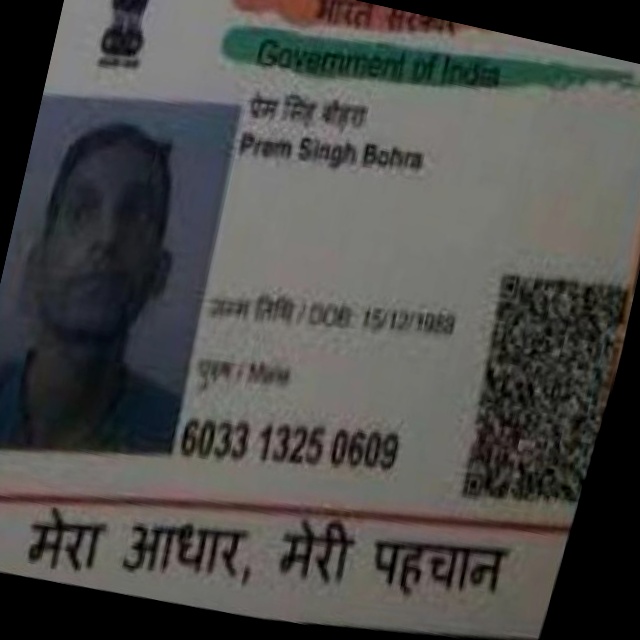 भारत सरकार
Government of India
प्रेम सिंह बोहरा
Prem Singh Bohra
जन्म तिथि / DOB: 15/12/1989
पुरुष / Male
6033 1325 0609
मेरा आधार, मेरी पहचान